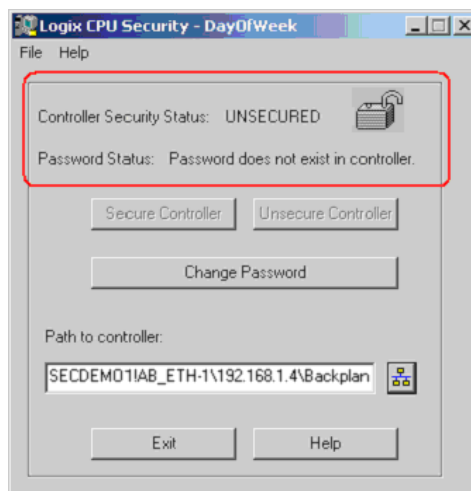 Logix CPU Security - DayOfWeek
File Help
Controller Security Status: UNSECURED
Password Status: Password does not exist in controller.
Secure Controller Unsecure Controller
Change Password
Path to controller:
SECDEMO1!AB_ETH-1\192.168.1.4\Backplan
Exit Help